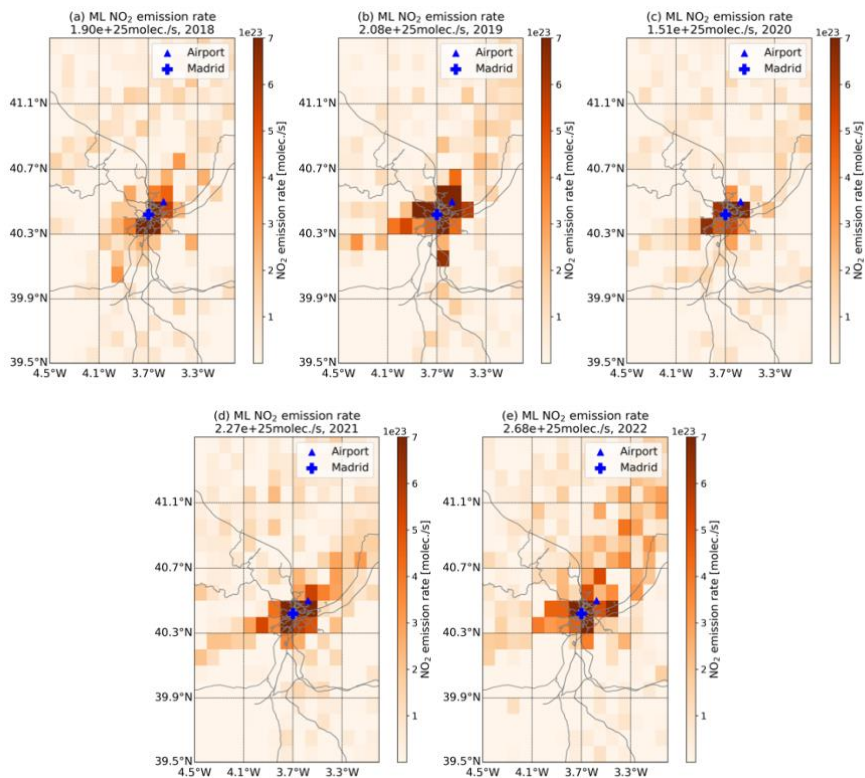 (a) ML NO₂ emission rate
1.90e+25molec./s, 2018
1e23
Airport
Madrid
41.1°N
40.7°N
40.3°N
39.9°N
39.5°N
4.5°W 4.1°W 3.7°W 3.3°W
7
6
5
4
3
2
1
NO₂ emission rate [molec./s]
(b) ML NO₂ emission rate
2.08e+25molec./s, 2019
1e23
Airport
Madrid
41.1°N
40.7°N
40.3°N
39.9°N
39.5°N
4.5°W 4.1°W 3.7°W 3.3°W
7
6
5
4
3
2
1
NO₂ emission rate [molec./s]
(c) ML NO₂ emission rate
1.51e+25molec./s, 2020
1e23
Airport
Madrid
41.1°N
40.7°N
40.3°N
39.9°N
39.5°N
4.5°W 4.1°W 3.7°W 3.3°W
7
6
5
4
3
2
1
NO₂ emission rate [molec./s]
(d) ML NO₂ emission rate
2.27e+25molec./s, 2021
1e23
Airport
Madrid
41.1°N
40.7°N
40.3°N
39.9°N
39.5°N
4.5°W 4.1°W 3.7°W 3.3°W
7
6
5
4
3
2
1
NO₂ emission rate [molec./s]
(e) ML NO₂ emission rate
2.68e+25molec./s, 2022
1e23
Airport
Madrid
41.1°N
40.7°N
40.3°N
39.9°N
39.5°N
4.5°W 4.1°W 3.7°W 3.3°W
7
6
5
4
3
2
1
NO₂ emission rate [molec./s]